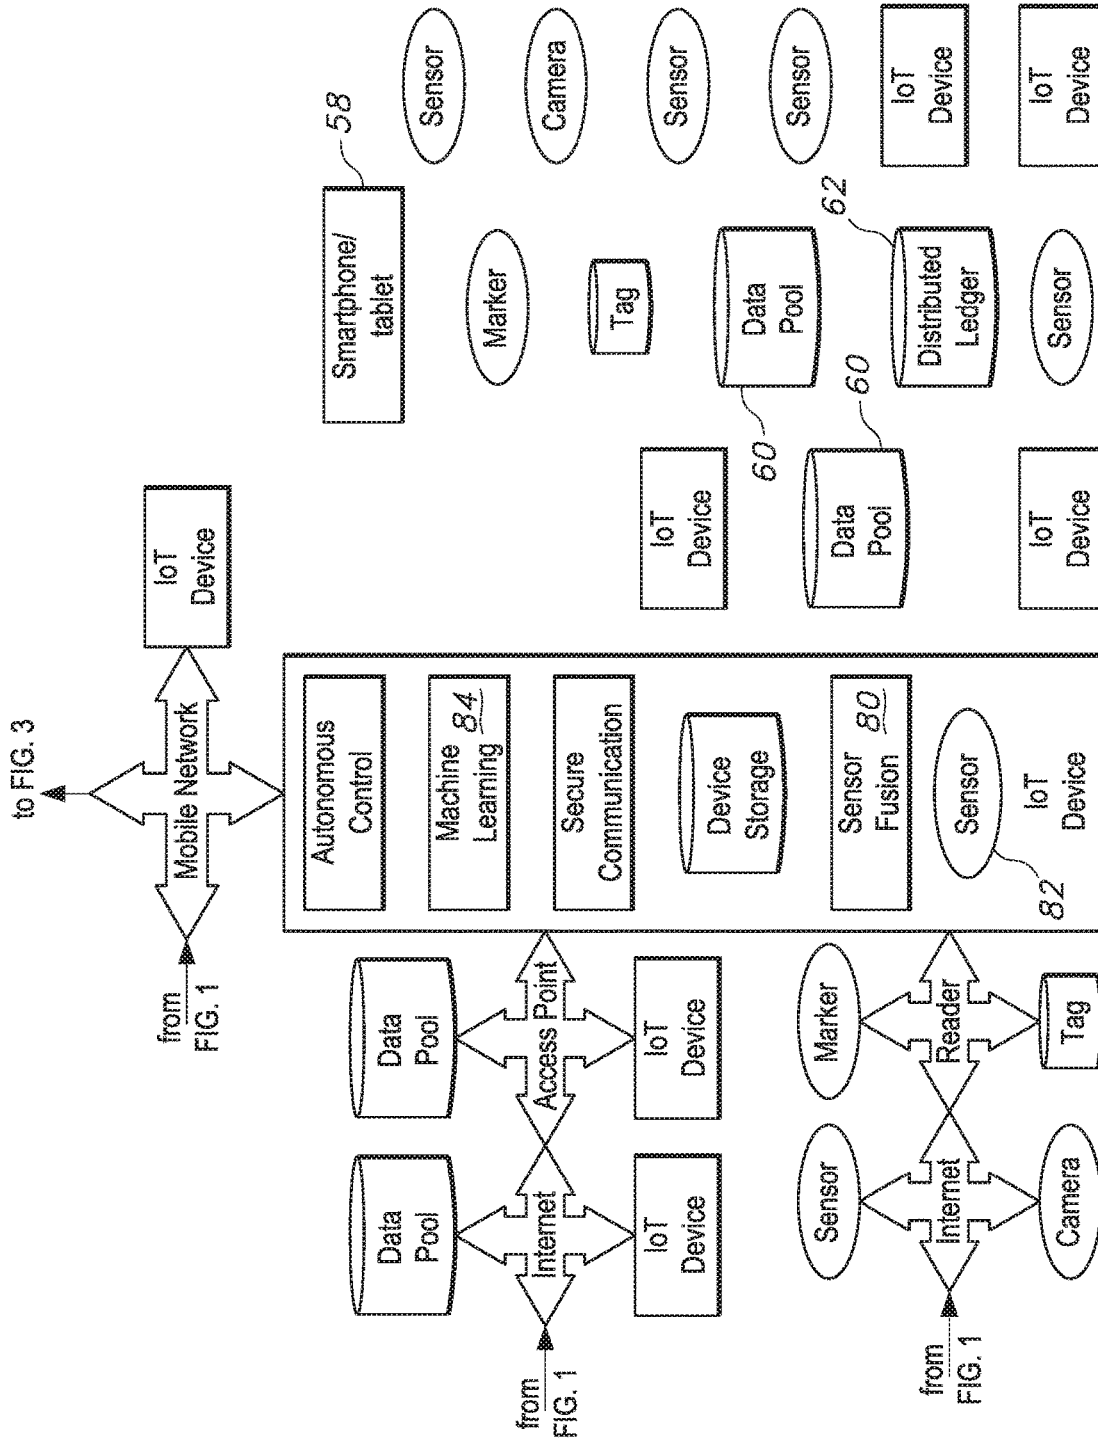 to FIG. 3
from
FIG. 1
Mobile Network
IoT
Device
Data
Pool
Data
Pool
from
FIG. 1
Internet
Access Point
IoT
Device
IoT
Device
Sensor
Marker
from
FIG. 1
Internet
Reader
Camera
Tag
Autonomous
Control
Machine
Learning
84
Secure
Communication
Device
Storage
Sensor
Fusion
80
Sensor
82
IoT
Device
Smartphone/
tablet
58
Sensor
Marker
Camera
Tag
Sensor
IoT
Device
Data
Pool
60
Sensor
Data
Pool
60
Distributed
Ledger
62
IoT
Device
IoT
Device
Sensor
IoT
Device